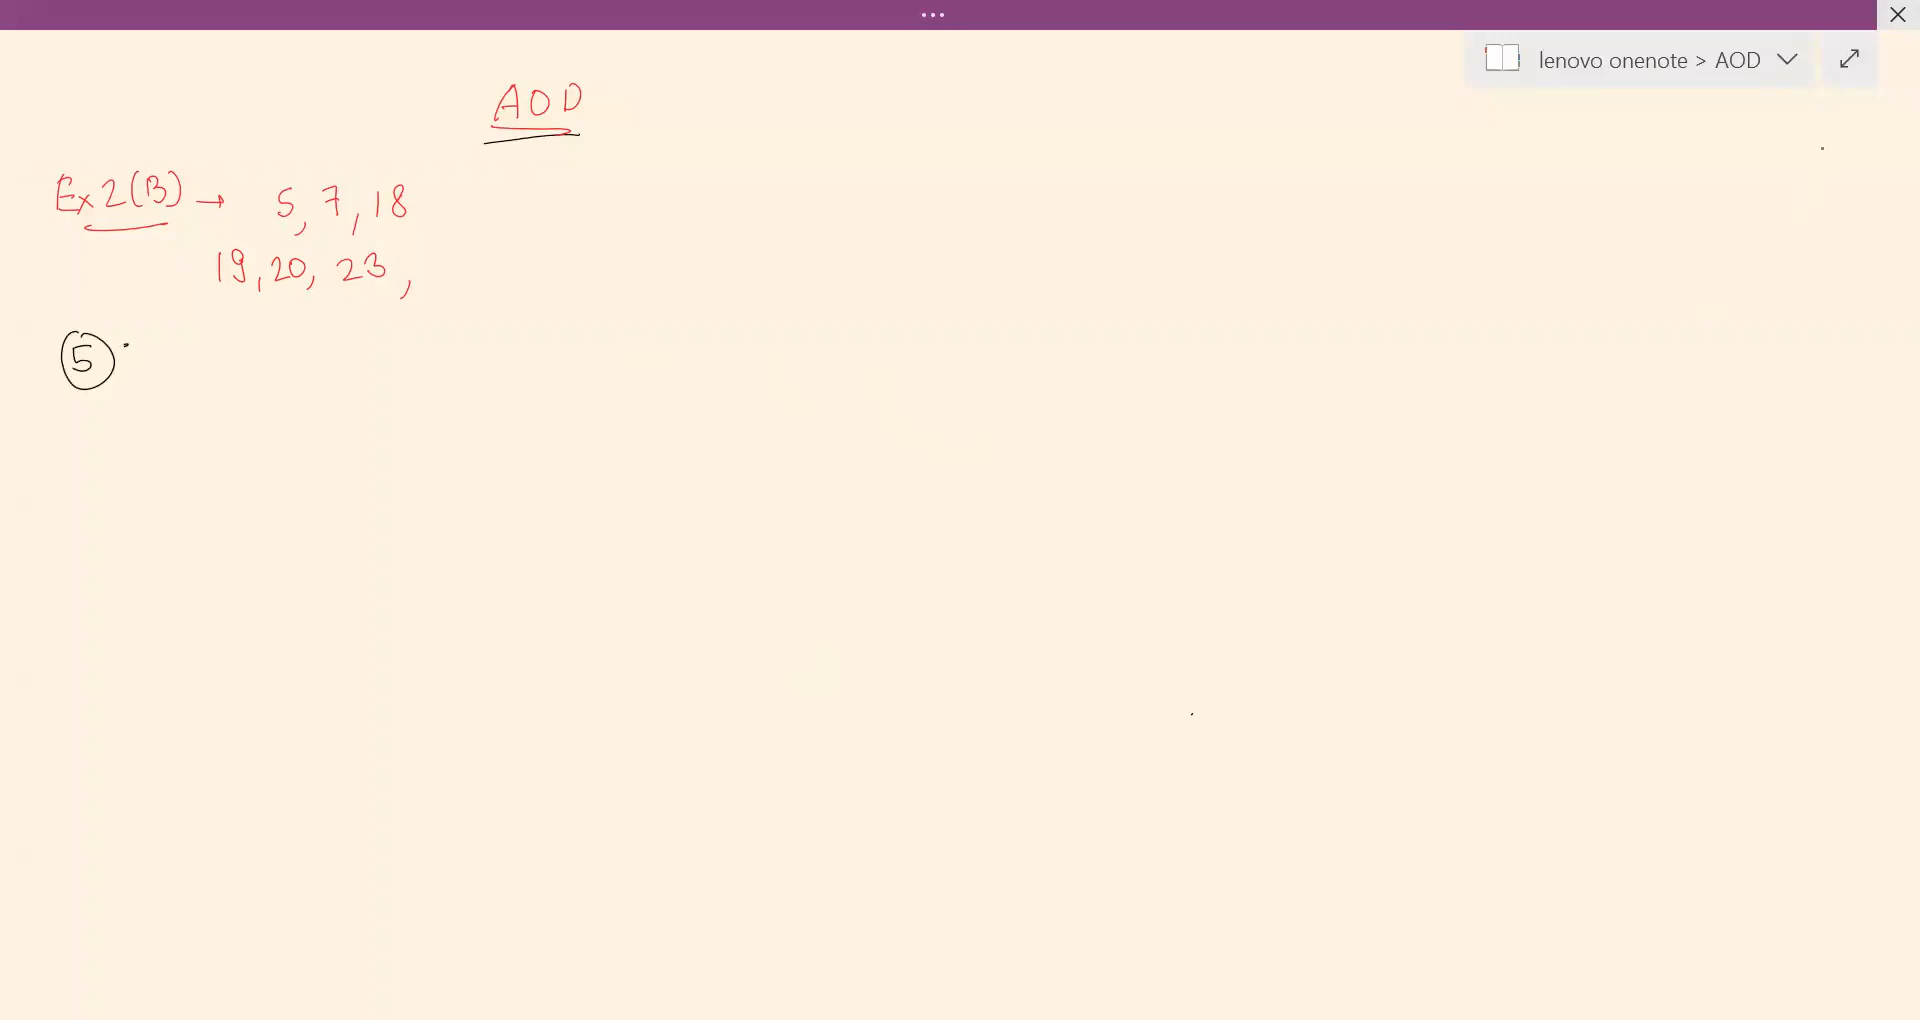 lenovo onenote > AOD
AOD
Ex 2(B) → 5, 7, 18
19, 20, 23,
5